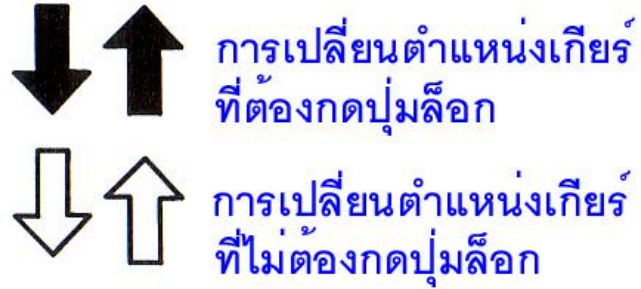 การเปลี่ยนตำแหน่งเกียร์
ที่ต้องกดปุ่มล็อก
การเปลี่ยนตำแหน่งเกียร์
ที่ไม่ต้องกดปุ่มล็อก